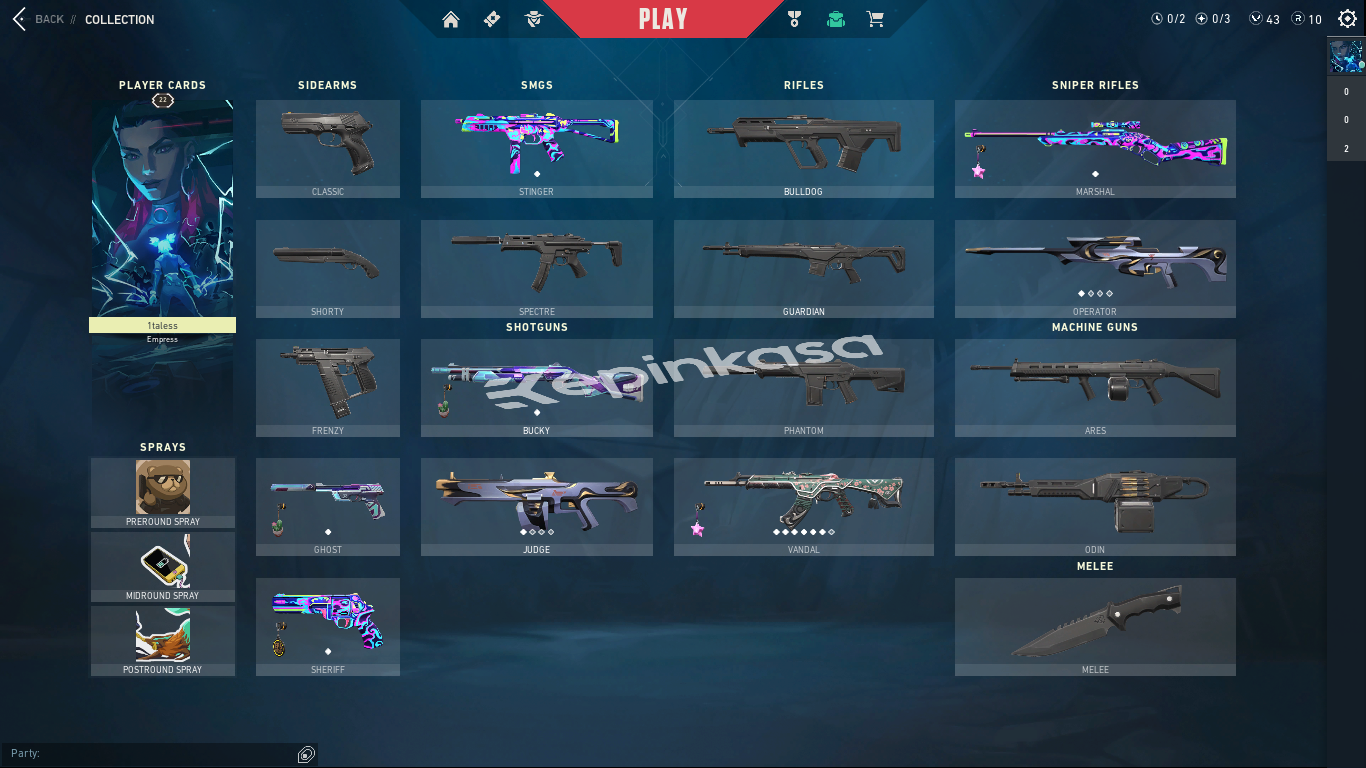 BACK // COLLECTION
PLAY
0/2 0/3 43 R 10
PLAYER CARDS
SIDEARMS
SMGS
RIFLES
SNIPER RIFLES
22
0
0
2
CLASSIC
STINGER
BULLDOG
MARSHAL
SHORTY
SPECTRE
GUARDIAN
OPERATOR
1taless
Empress
SHOTGUNS
MACHINE GUNS
epinkasa
FRENZY
BUCKY
PHANTOM
ARES
SPRAYS
PREROUND SPRAY
GHOST
JUDGE
VANDAL
ODIN
MELEE
MIDROUND SPRAY
POSTROUND SPRAY
SHERIFF
MELEE
Party: